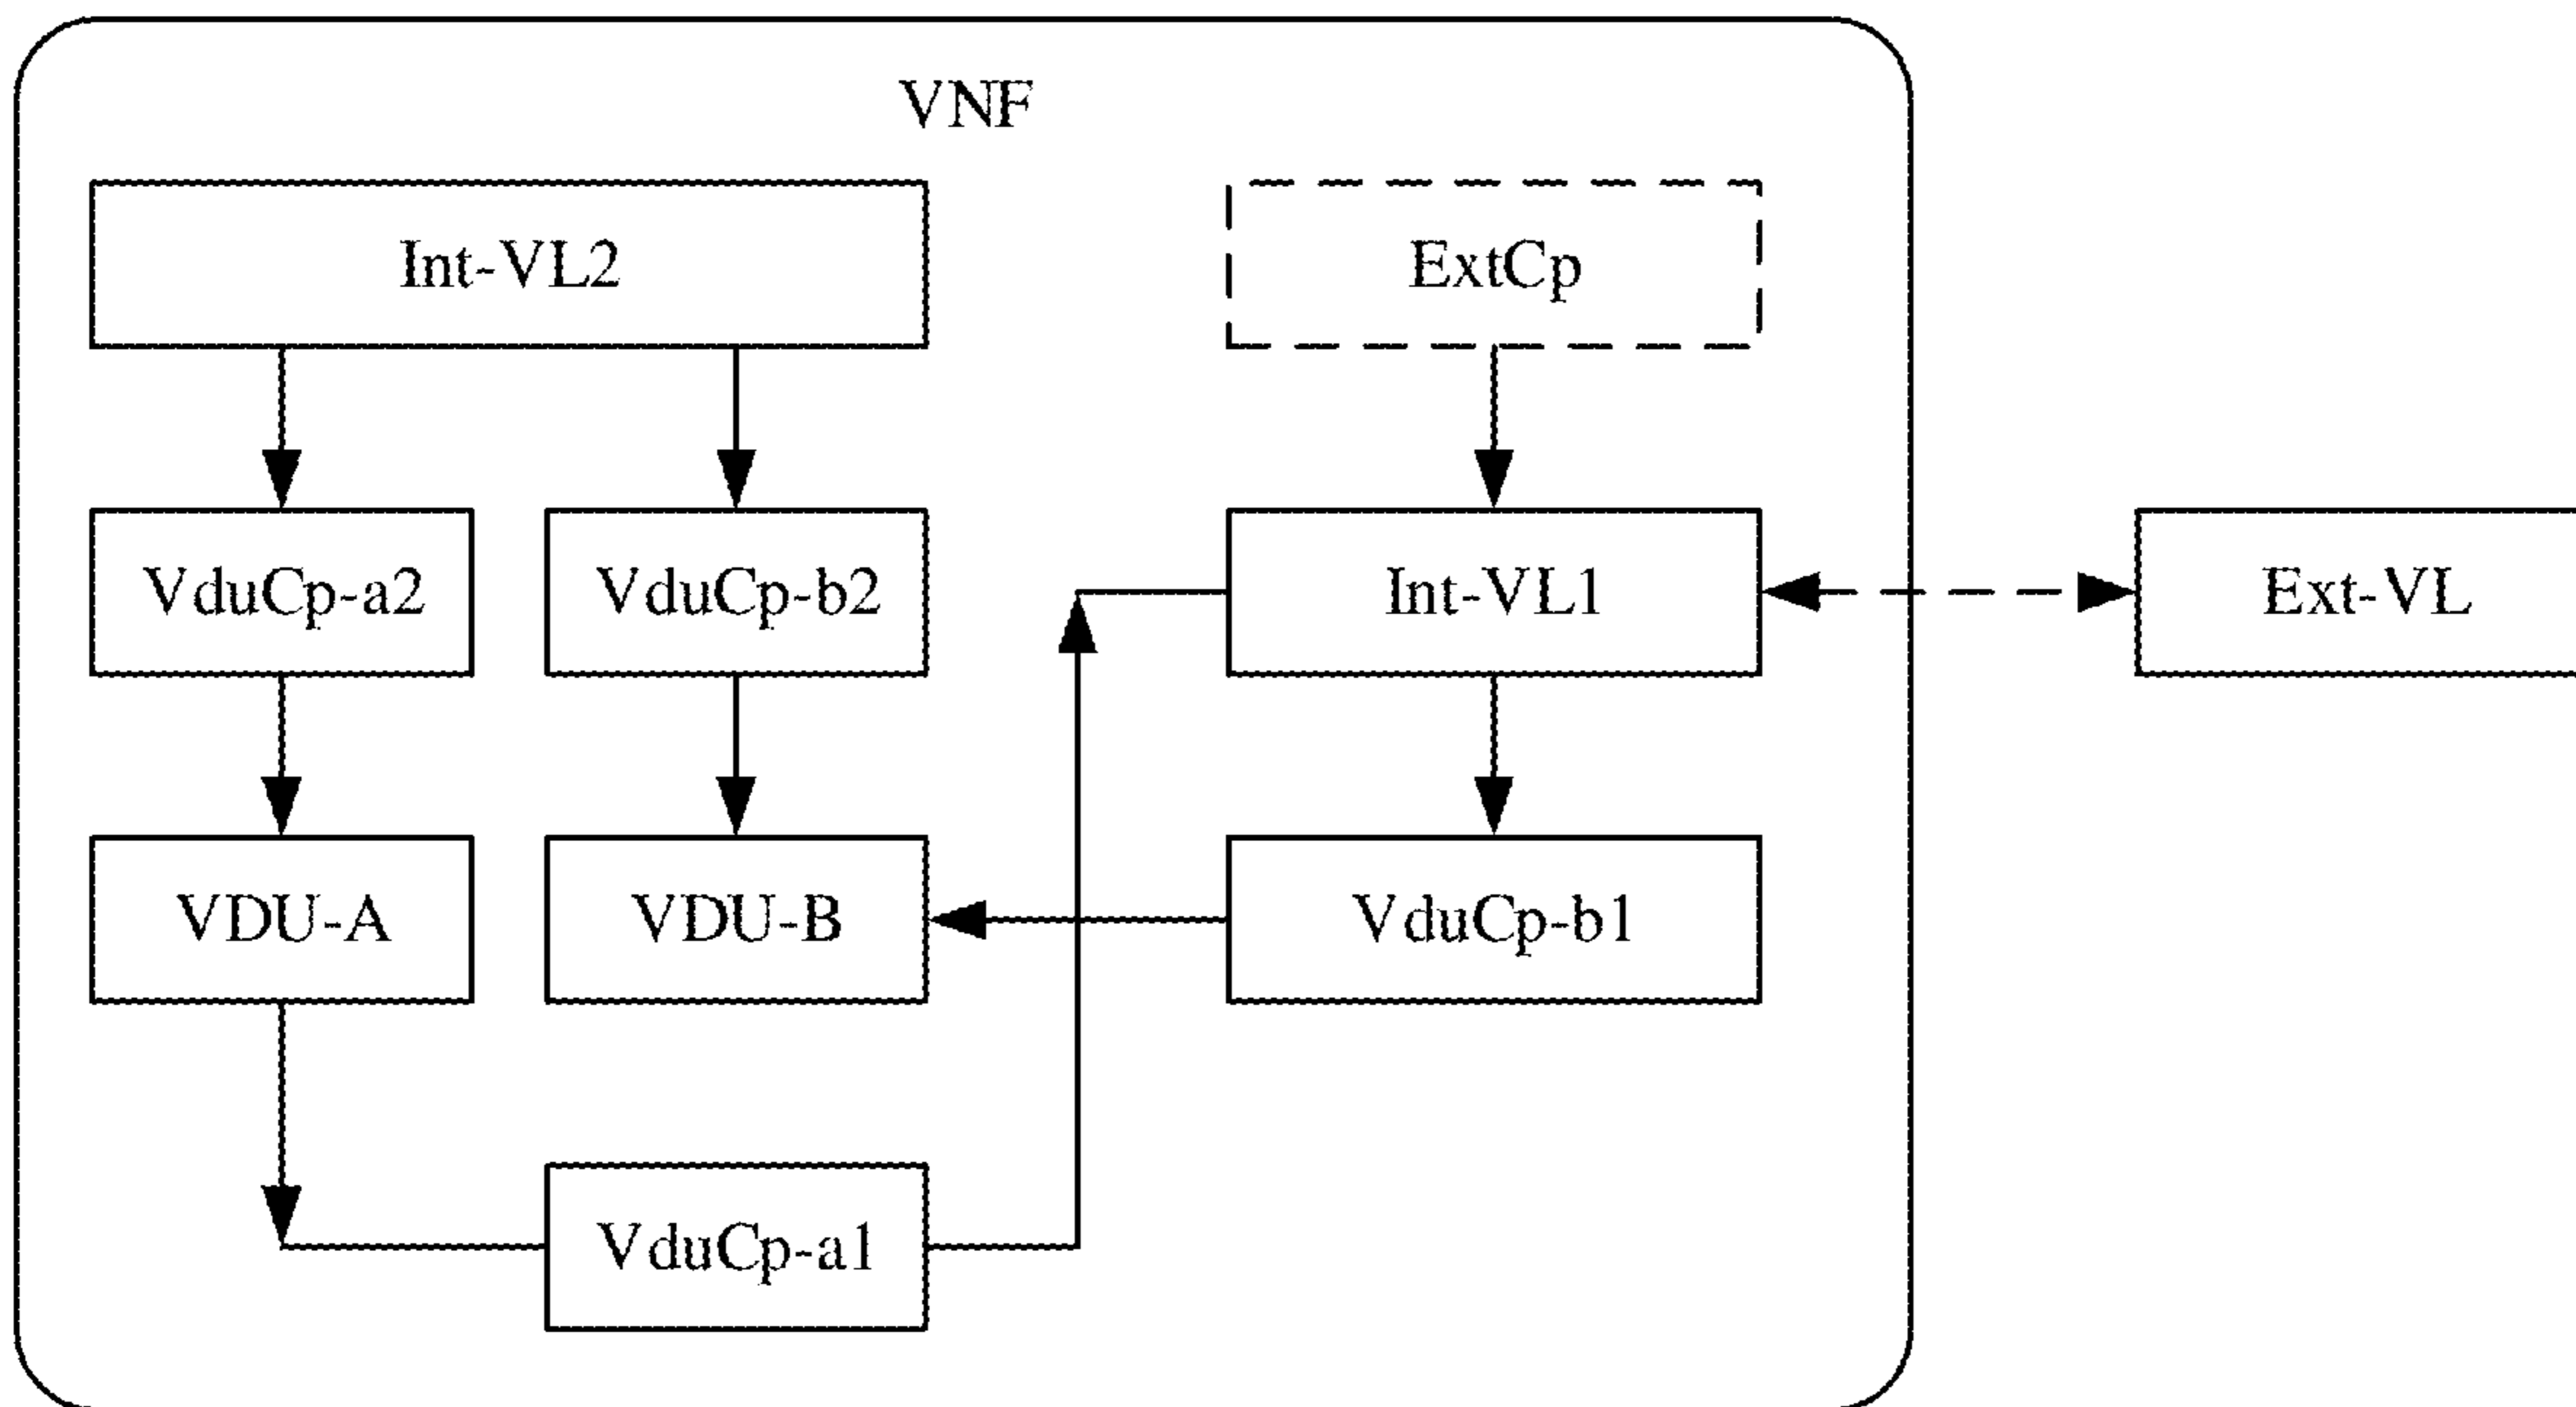 VNF
Int-VL2
ExtCp
VduCp-a2
VduCp-b2
Int-VL1
Ext-VL
VDU-A
VDU-B
VduCp-b1
VduCp-a1